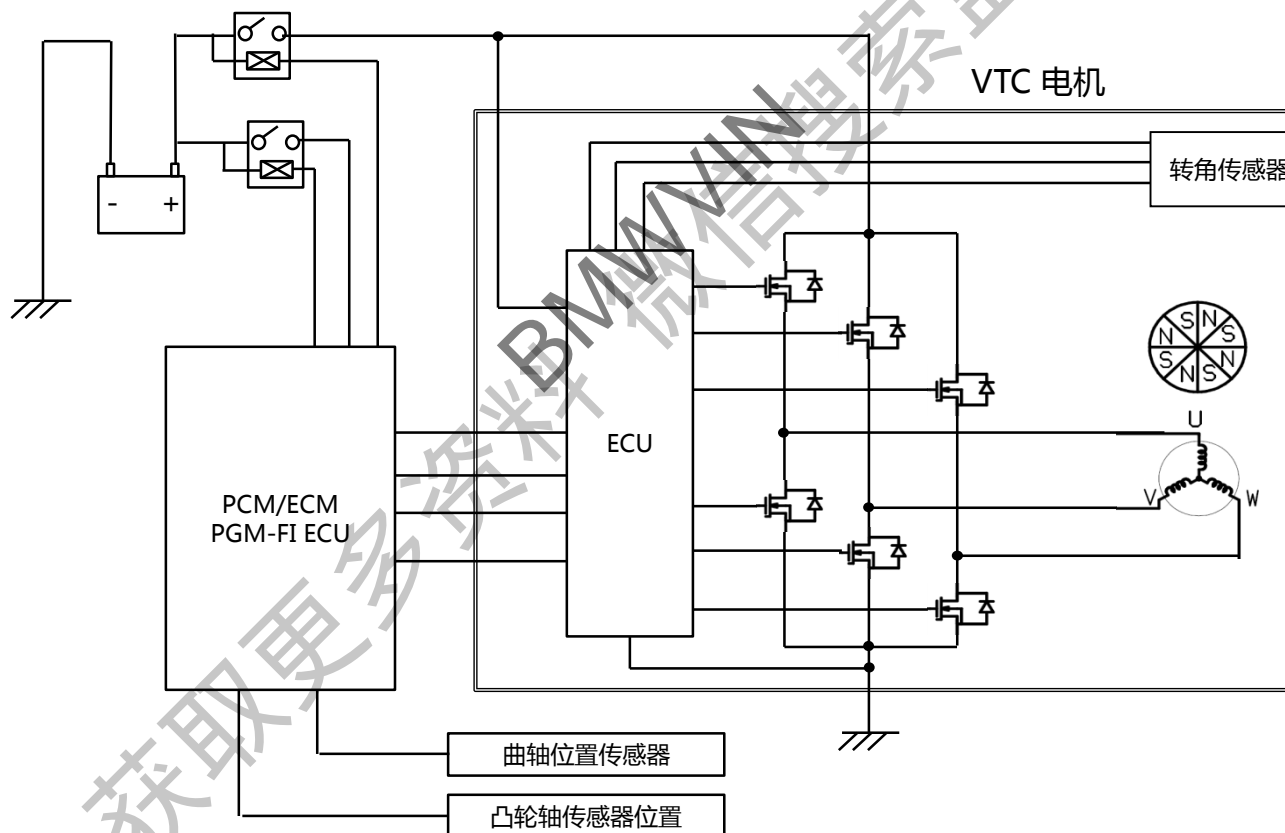 VTC 电机
转角传感器
- +
S N
N S
S N
N S
U
V W
ECU
PCM/ECM
PGM-FI ECU
曲轴位置传感器
凸轮轴传感器位置
BMWVIN
获取更多资料 微信搜索蓝